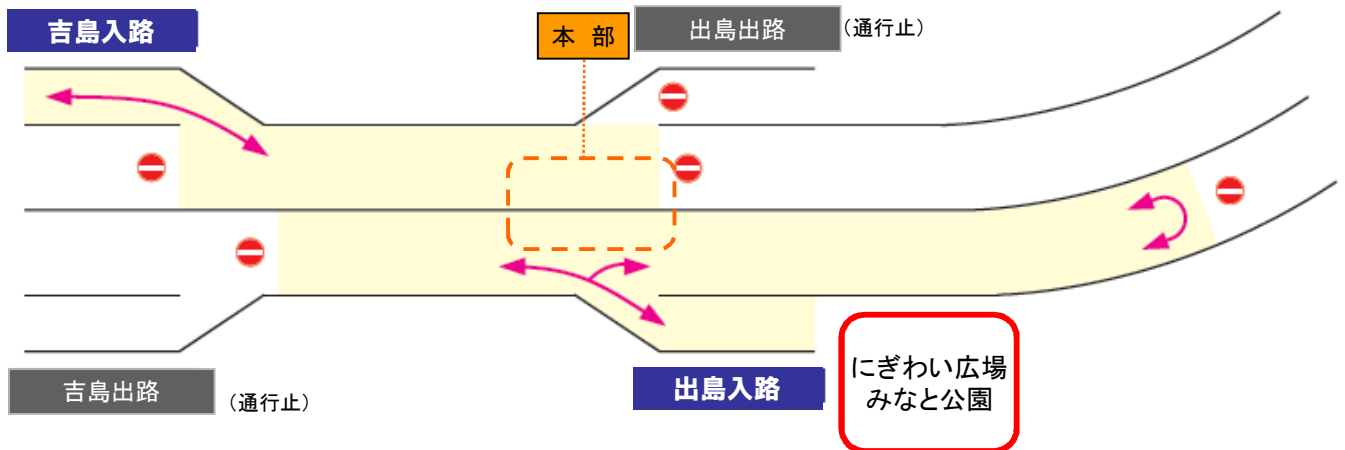 吉島入路
本 部
出島出路
(通行止)
吉島出路
(通行止)
出島入路
にぎわい広場
みなと公園